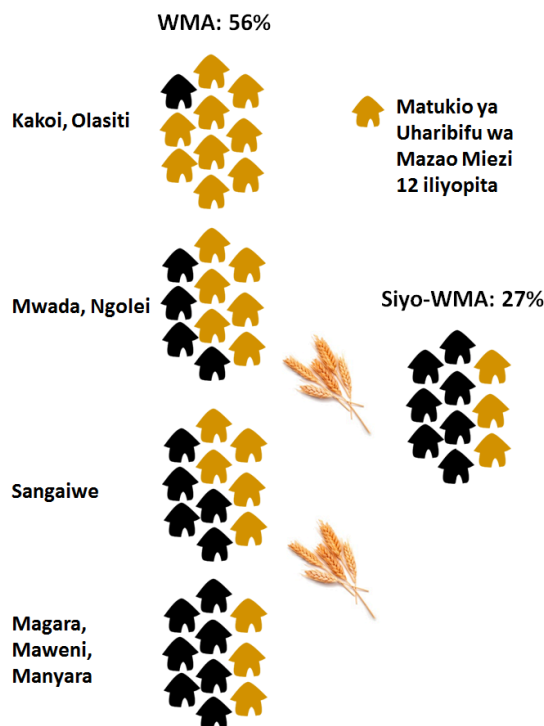 WMA: 56%
Kakoi, Olasiti
Matukio ya
Uharibifu wa
Mazao Miezi
12 iliyopita
Mwada, Ngolei
Siyo-WMA: 27%
Sangaiwe
Magara,
Maweni,
Manyara